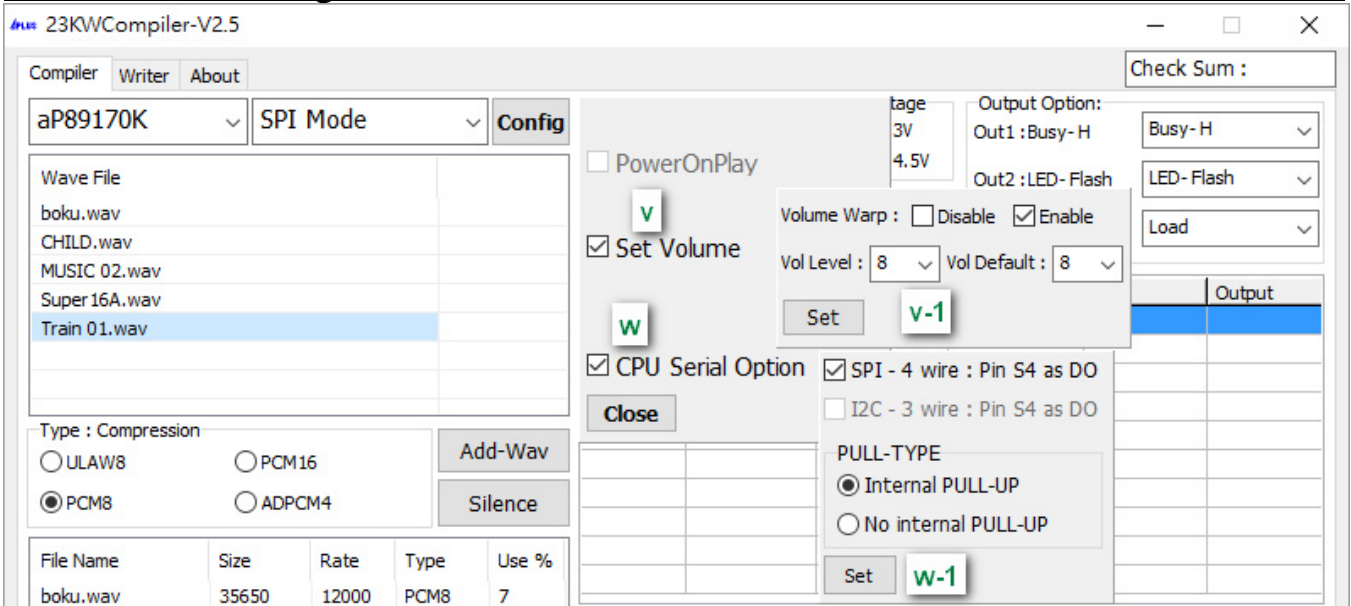 APLUS 23KWCompiler-V2.5
Compiler Writer About
Check Sum :
aP89170K SPI Mode Config
Wave File
boku.wav
CHILD.wav
MUSIC 02.wav
Super16A.wav
Train 01.wav
Type : Compression
ULAW8 PCM16
PCM8 ADPCM4
Add-Wav
Silence
File Name Size Rate Type Use %
boku.wav 35650 12000 PCM8 7
PowerOnPlay
v
Set Volume
w
CPU Serial Option
Close
tage
3V
4.5V
Output Option:
Out1 :Busy-H Busy-H
Out2 :LED-Flash LED-Flash
Load
Volume Warp : Disable Enable
Vol Level : 8 Vol Default : 8
Set v-1
Output
SPI - 4 wire : Pin S4 as DO
I2C - 3 wire : Pin S4 as DO
PULL-TYPE
Internal PULL-UP
No internal PULL-UP
Set w-1